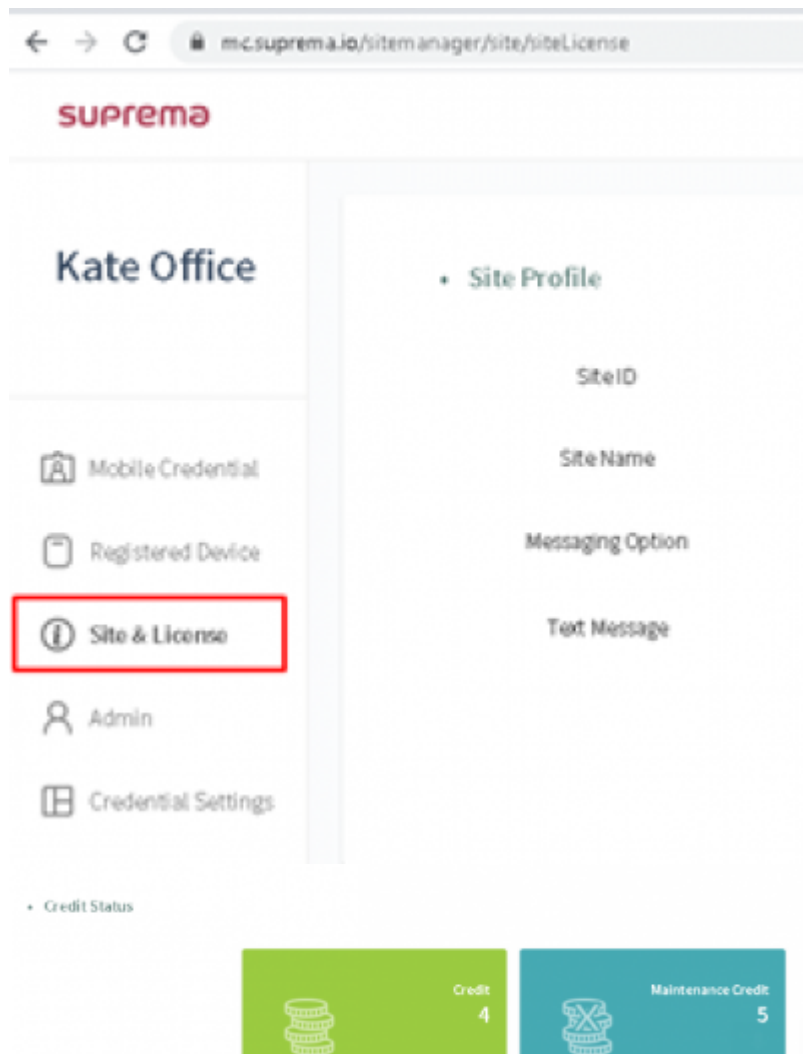 mc.suprema.io/sitemanager/site/siteLicense
suprema
Kate Office
• Site Profile
Site ID
Site Name
Messaging Option
Text Message
Mobile Credential
Registered Device
Site & License
Admin
Credential Settings
• Credit Status
Credit
4
Maintenance Credit
5